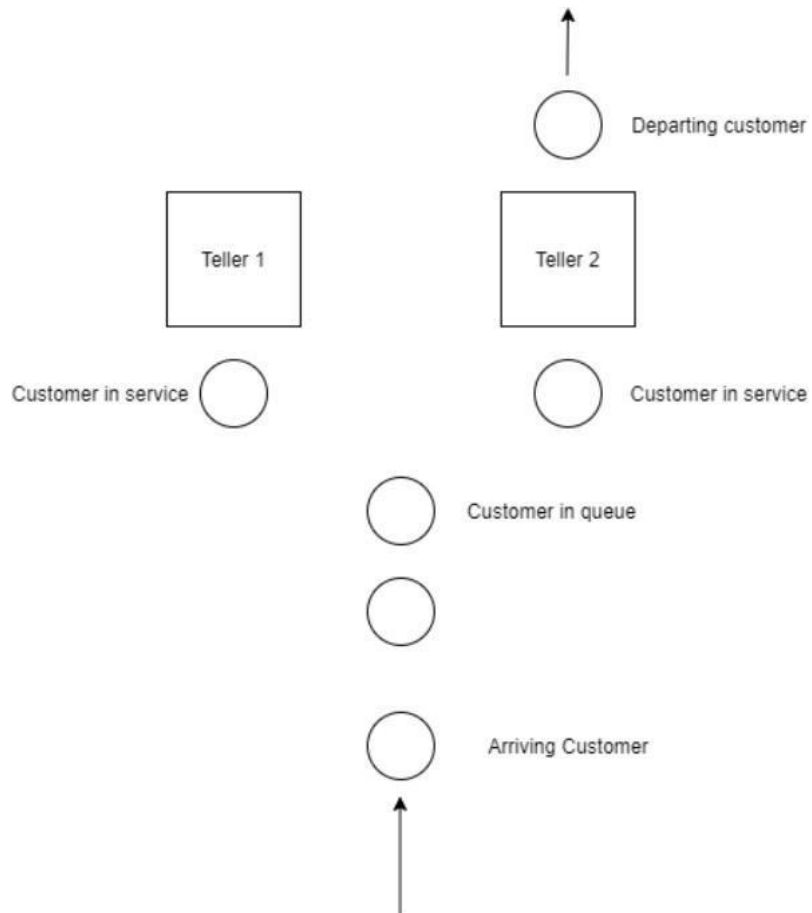 Departing customer
Teller 1
Teller 2
Customer in service
Customer in service
Customer in queue
Arriving Customer